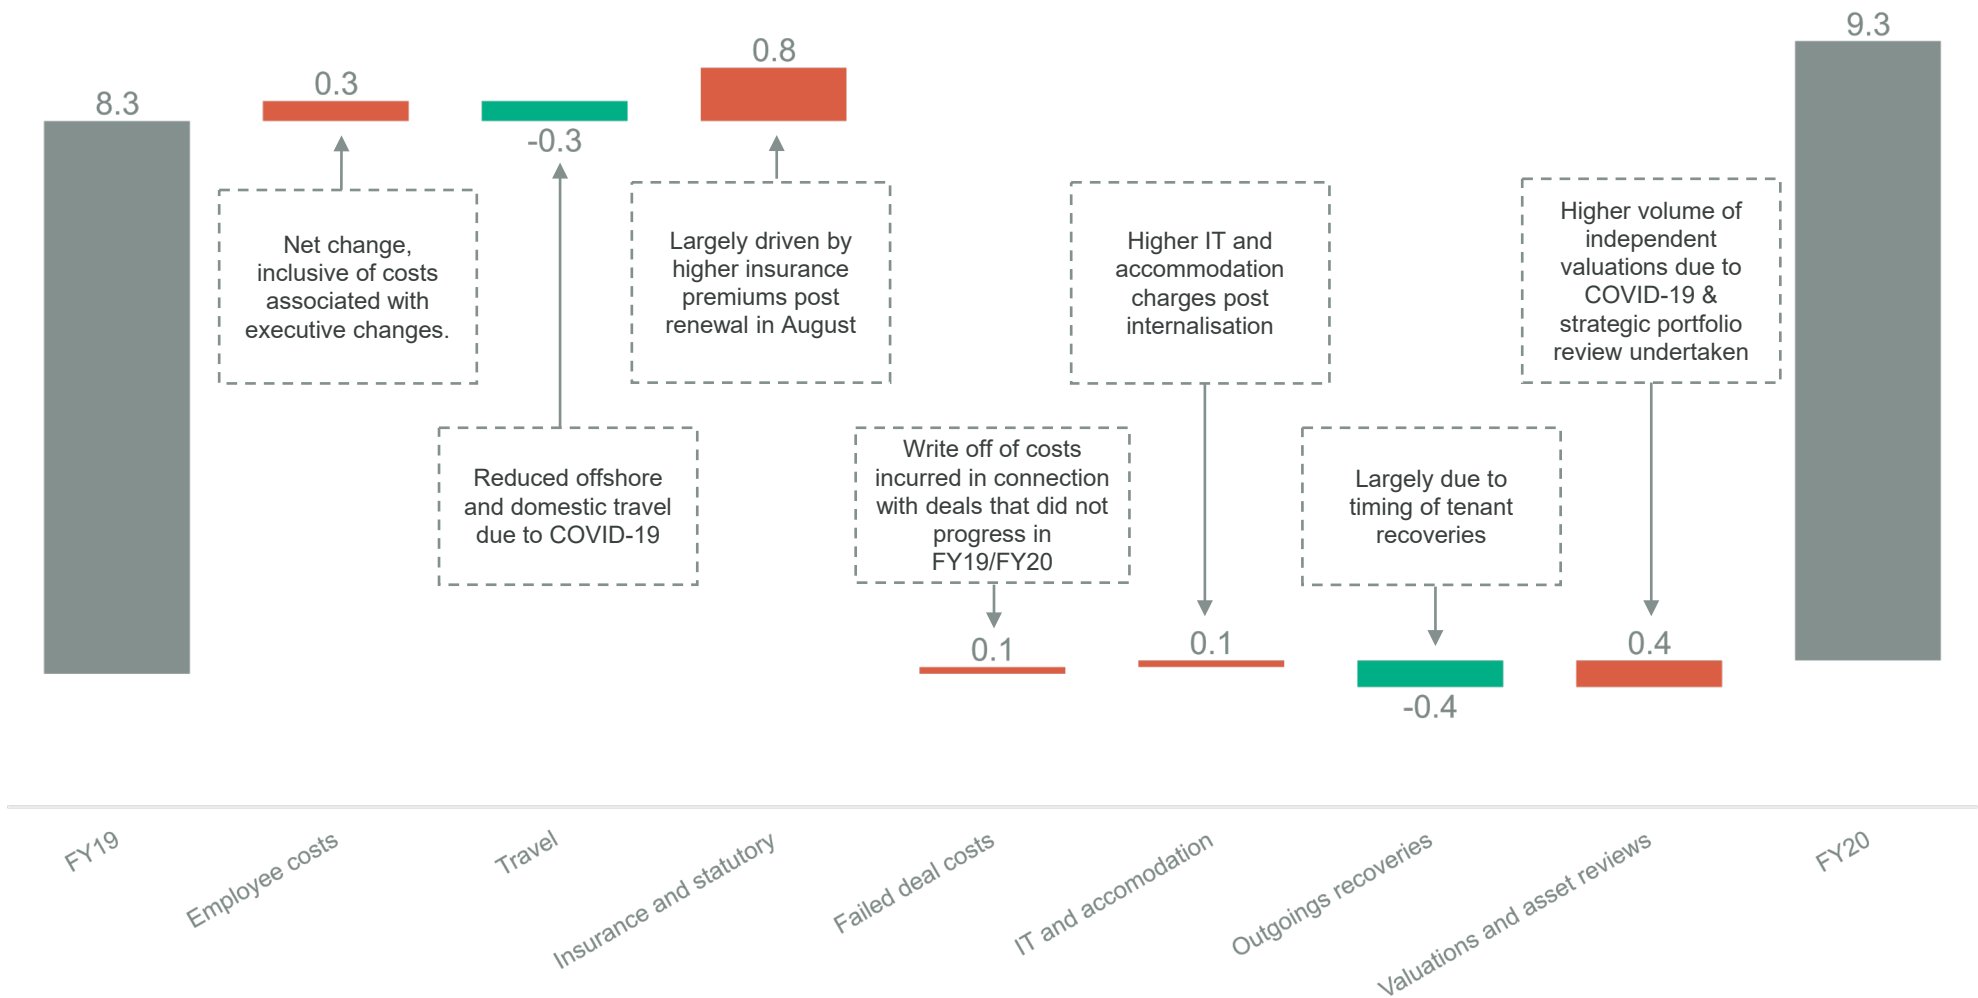 9.3
0.8
0.3
8.3
-0.3
Net change,
inclusive of costs
associated with
executive changes.
Largely driven by
higher insurance
premiums post
renewal in August
Higher IT and
accommodation
charges post
internalisation
Higher volume of
independent
valuations due to
COVID-19 &
strategic portfolio
review undertaken
Reduced offshore
and domestic travel
due to COVID-19
Write off of costs
incurred in connection
with deals that did not
progress in
FY19/FY20
Largely due to
timing of tenant
recoveries
0.1
0.1
-0.4
0.4
FY19
Employee costs
Travel
Insurance and statutory
Failed deal costs
IT and accomodation
Outgoings recoveries
Valuations and asset reviews
FY20